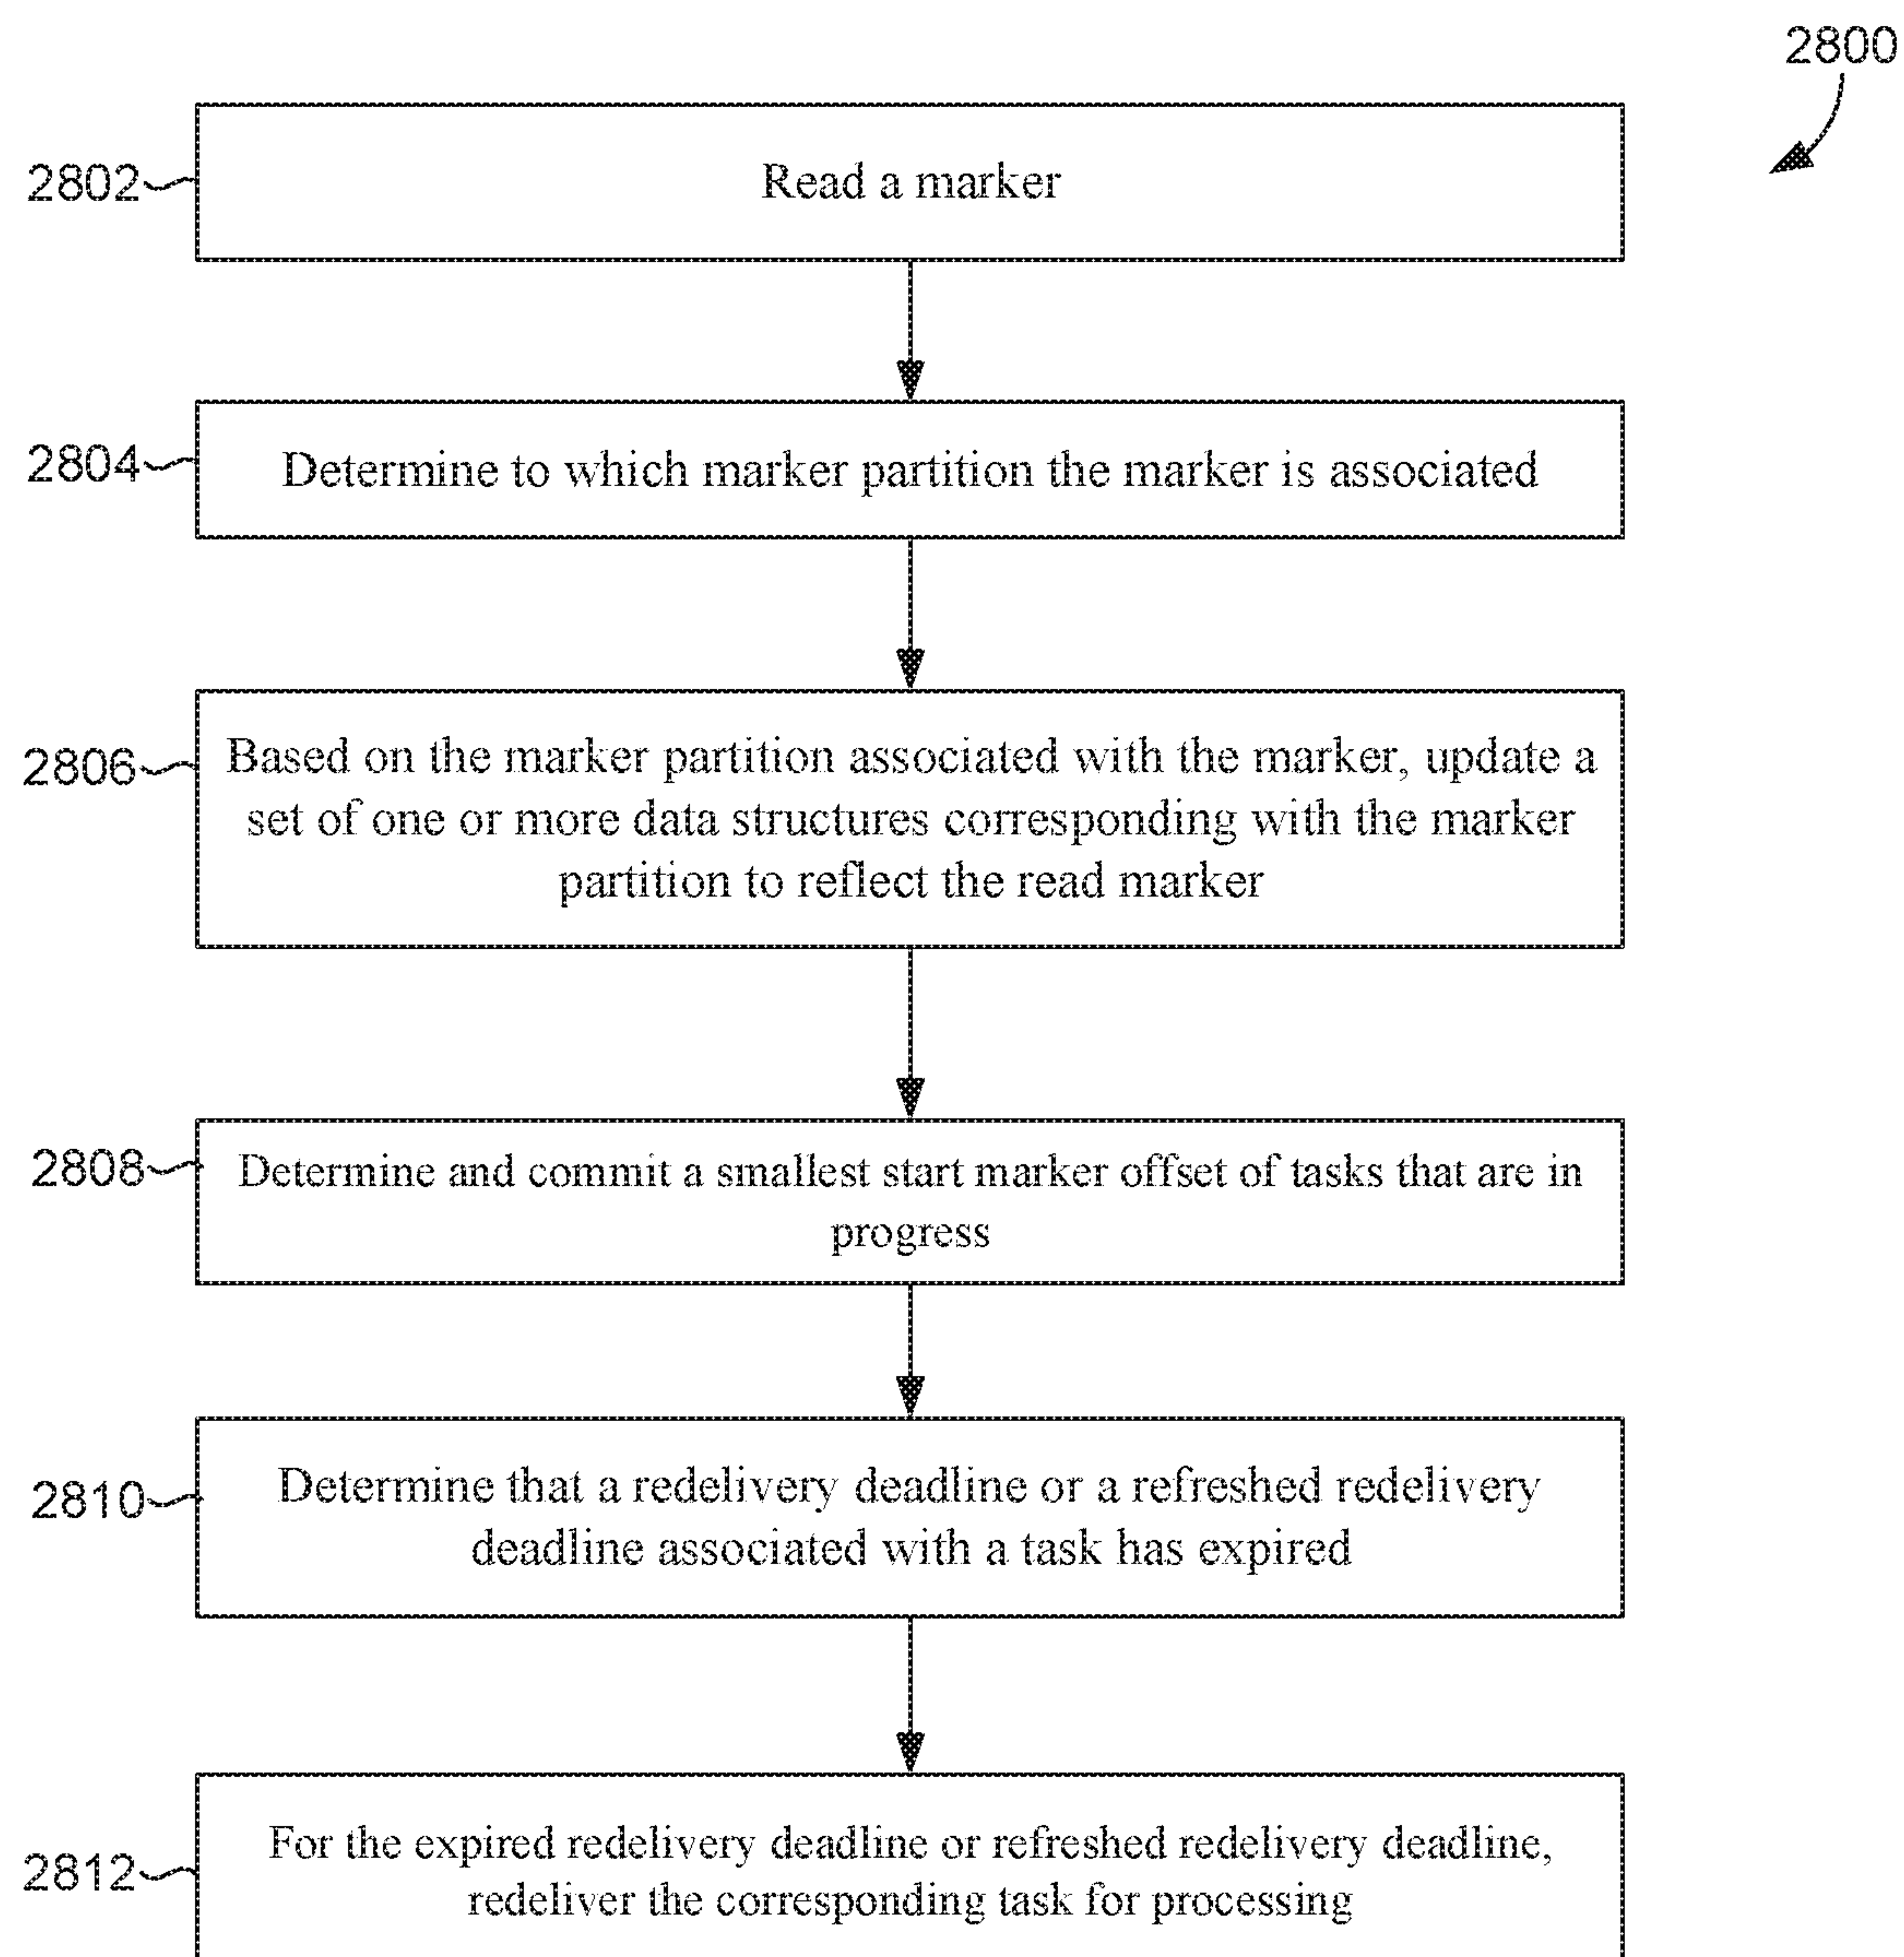 2800
2802
Read a marker
2804
Determine to which marker partition the marker is associated
2806
Based on the marker partition associated with the marker, update a
set of one or more data structures corresponding with the marker
partition to reflect the read marker
2808
Determine and commit a smallest start marker offset of tasks that are in
progress
2810
Determine that a redelivery deadline or a refreshed redelivery
deadline associated with a task has expired
2812
For the expired redelivery deadline or refreshed redelivery deadline,
redeliver the corresponding task for processing